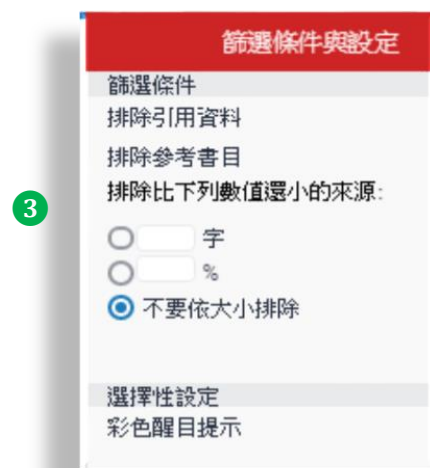 篩選條件與設定
篩選條件
排除引用資料
排除參考書目
排除比下列數值還小的來源:
3
字
%
不要依大小排除
選擇性設定
彩色醒目提示